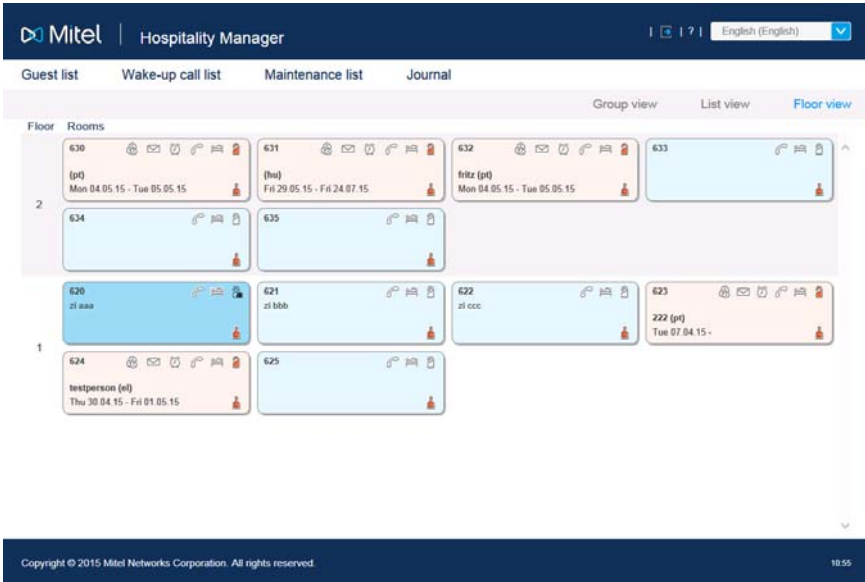 Mitel | Hospitality Manager | | ? | English (English)
Guest list Wake-up call list Maintenance list Journal
Group view List view Floor view
Floor Rooms
630 631 632 633
(pt) (hu) fritz (pt)
Mon 04.05.15 - Tue 05.05.15 Fri 29.05.15 - Fri 24.07.15 Mon 04.05.15 - Tue 05.05.15
2
634 635
620 621 622 623
zi aaa zi bbb zi ccc
222 (pt)
Tue 07.04.15 -
1
624 625
testperson (el)
Thu 30.04.15 - Fri 01.05.15
Copyright © 2015 Mitel Networks Corporation. All rights reserved. 10:55